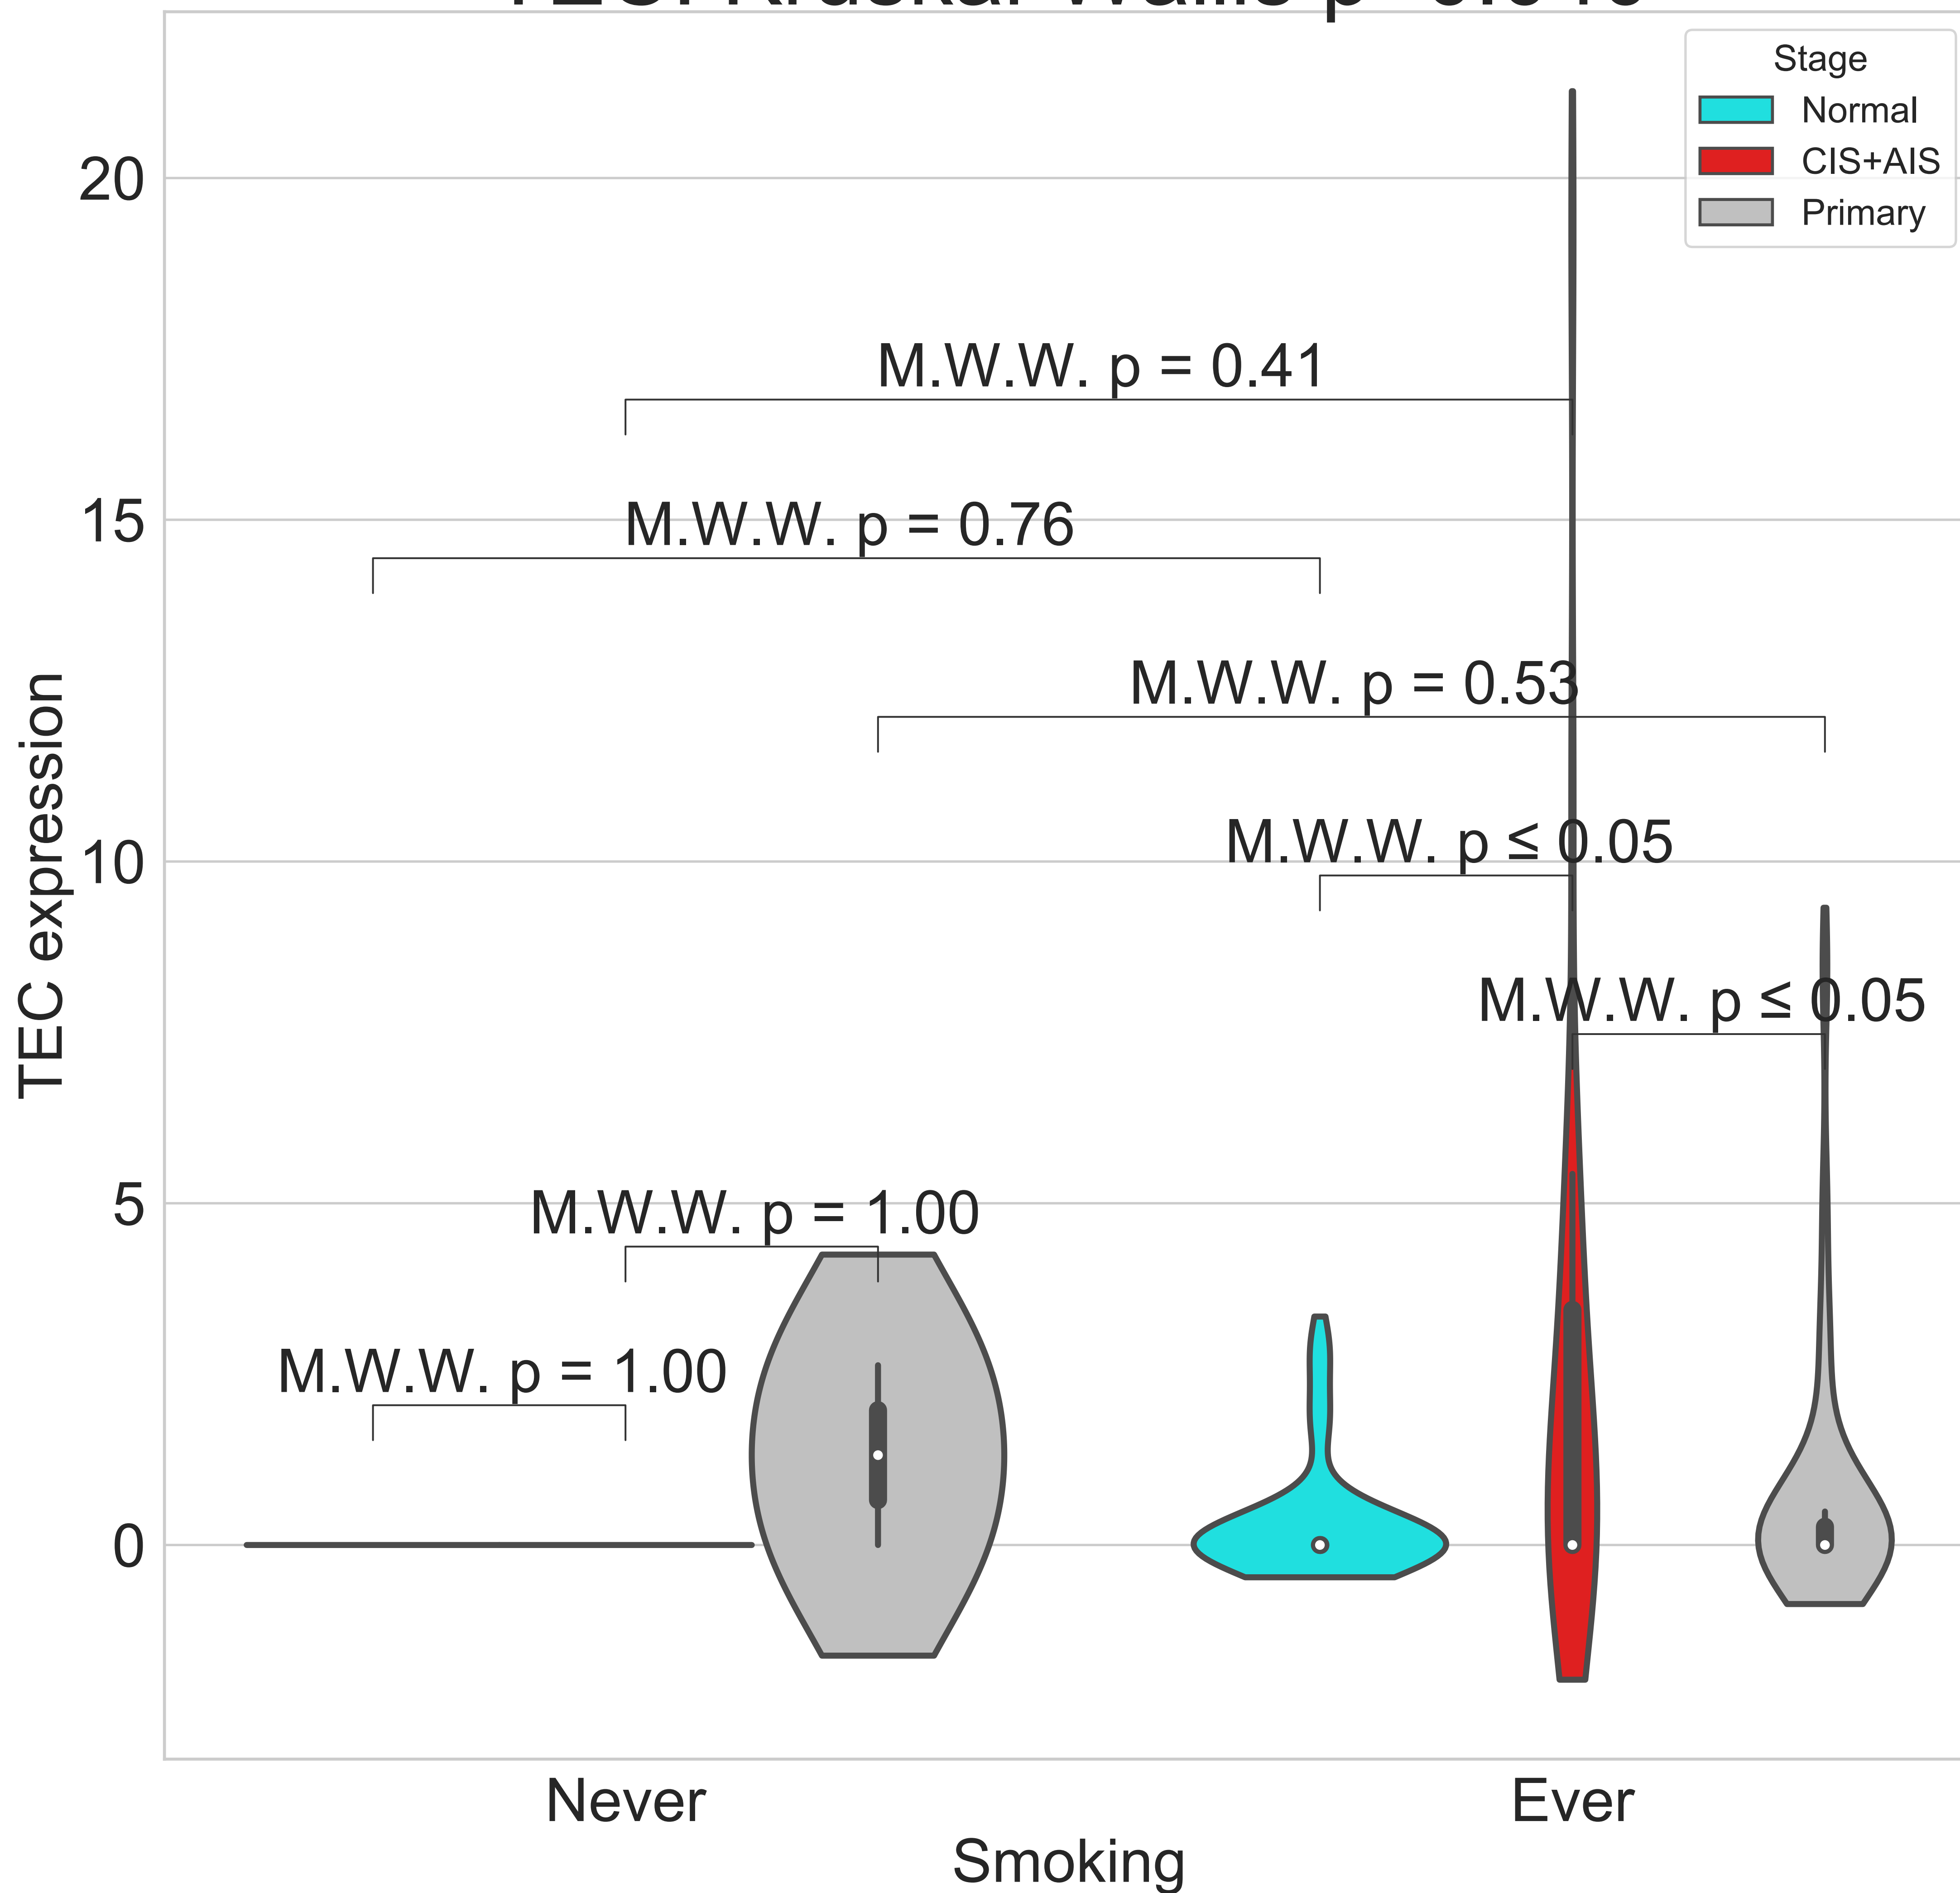 Stage
Normal
CIS+AIS
Primary
20
15
10
5
0
TEC expression
M.W.W. p = 0.41
M.W.W. p = 0.76
M.W.W. p = 0.53
M.W.W. p ≤ 0.05
M.W.W. p ≤ 0.05
M.W.W. p = 1.00
M.W.W. p = 1.00
Never
Ever
Smoking